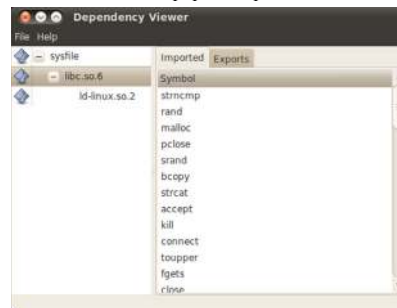 Dependency Viewer
File Help
sysfile
libc.so.6
ld-linux.so.2
Imported Exports
Symbol
strncmp
rand
malloc
pclose
srand
bcopy
strcat
accept
kill
connect
toupper
fgets
close